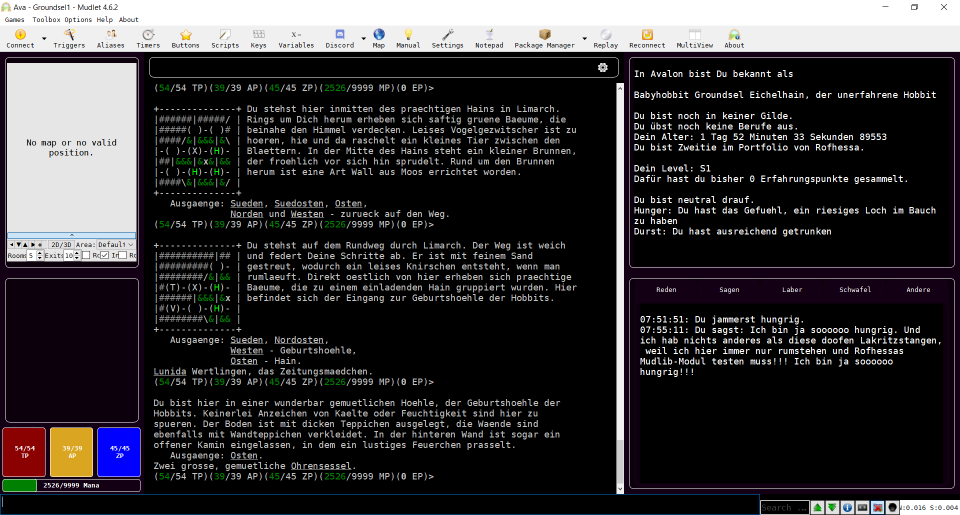 Ava - Groundsel1 - Mudlet 4.6.2
Games Toolbox Options Help About
Connect Triggers Aliases Timers Buttons Scripts Keys Variables Discord Map Manual Settings Notepad Package Manager Replay Reconnect MultiView About
No map or no valid
position.
2D/3D Area: Default
Rooms 5 Exits 10
54/54
TP
39/39
AP
45/45
ZP
2526/9999 Mana
(54/54 TP)(39/39 AP)(45/45 ZP)(2526/9999 MP)(0 EP)>
+--------------+ Du stehst hier inmitten des praechtigen Hains in Limarch.
|######|#####/ | Rings um Dich herum erheben sich saftig gruene Baeume, die
|#####( )-( )# | beinahe den Himmel verdecken. Leises Vogelgezwitscher ist zu
|####/&|&&&|&\ | hoeren, hie und da raschelt ein kleines Tier zwischen den
|-( )-(X)-(H)- | Blaettern. In der Mitte des Hains steht ein kleiner Brunnen,
|##|&&&|&x&|&& | der froehlich vor sich hin sprudelt. Rund um den Brunnen
|-( )-(H)-(H)- | herum ist eine Art Wall aus Moos errichtet worden.
|####\&|&&&|&/ |
+--------------+
Ausgaenge: Sueden, Suedosten, Osten,
Norden und Westen - zurueck auf den Weg.
(54/54 TP)(39/39 AP)(45/45 ZP)(2526/9999 MP)(0 EP)>
+--------------+ Du stehst auf dem Rundweg durch Limarch. Der Weg ist weich
|##########|## | und federt Deine Schritte ab. Er ist mit feinem Sand
|#########( )- | gestreut, wodurch ein leises Knirschen entsteht, wenn man
|########/&|&& | rumlaeuft. Direkt oestlich von hier erheben sich praechtige
|#(T)-(X)-(H)- | Baeume, die zu einem einladenden Hain gruppiert wurden. Hier
|######|&&&|&x | befindet sich der Eingang zur Geburtshoehle der Hobbits.
|#(V)-( )-(H)- |
|########\&|&& |
+--------------+
Ausgaenge: Sueden, Nordosten,
Westen - Geburtshoehle,
Osten - Hain.
Lunida Wertlingen, das Zeitungsmaedchen.
(54/54 TP)(39/39 AP)(45/45 ZP)(2526/9999 MP)(0 EP)>
Du bist hier in einer wunderbar gemuetlichen Hoehle, der Geburtshoehle der
Hobbits. Keinerlei Anzeichen von Kaelte oder Feuchtigkeit sind hier zu
spueren. Der Boden ist mit dicken Teppichen ausgelegt, die Waende sind
ebenfalls mit Wandteppichen verkleidet. In der hinteren Wand ist sogar ein
offener Kamin eingelassen, in dem ein lustiges Feuerchen prasselt.
Ausgaenge: Osten.
Zwei grosse, gemuetliche Ohrensessel.
(54/54 TP)(39/39 AP)(45/45 ZP)(2526/9999 MP)(0 EP)>
In Avalon bist Du bekannt als
Babyhobbit Groundsel Eichelhain, der unerfahrene Hobbit
Du bist noch in keiner Gilde.
Du übst noch keine Berufe aus.
Dein Alter: 1 Tag 52 Minuten 33 Sekunden 89553
Du bist Zweitie im Portfolio von Rofhessa.
Dein Level: S1
Dafür hast du bisher 0 Erfahrungspunkte gesammelt.
Du bist neutral drauf.
Hunger: Du hast das Gefuehl, ein riesiges Loch im Bauch
zu haben
Durst: Du hast ausreichend getrunken
Reden Sagen Laber Schwafel Andere
07:51:51: Du jammerst hungrig.
07:55:11: Du sagst: Ich bin ja soooooo hungrig. Und
ich hab nichts anderes als diese doofen Lakritzstangen,
weil ich hier immer nur rumstehen und Rofhessas
Mudlib-Modul testen muss!!! Ich bin ja soooooo
hungrig!!!
Search ...
N:0.016 S:0.004